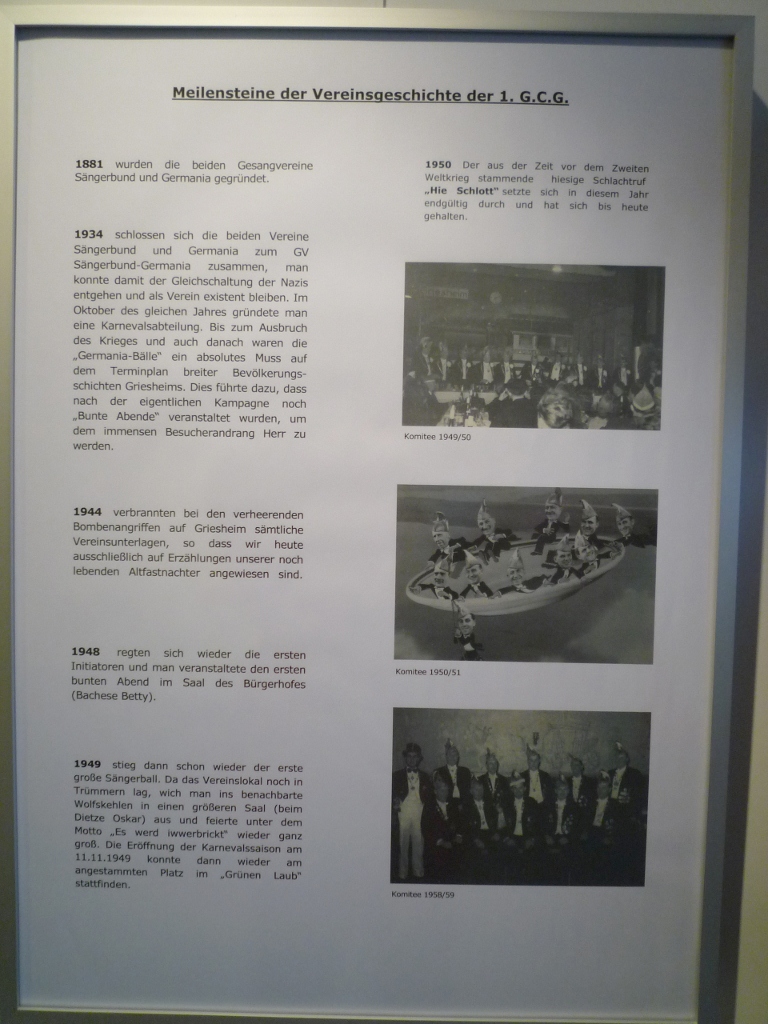 Meilensteine der Vereinsgeschichte der 1. G.C.G.
1881 wurden die beiden Gesangvereine
Sängerbund und Germania gegründet.
1934 schlossen sich die beiden Vereine
Sängerbund und Germania zum GV
Sängerbund-Germania zusammen, man
konnte damit der Gleichschaltung der Nazis
entgehen und als Verein existent bleiben. Im
Oktober des gleichen Jahres gründete man
eine Karnevalsabteilung. Bis zum Ausbruch
des Krieges und auch danach waren die
„Germania-Bälle“ ein absolutes Muss auf
dem Terminplan breiter Bevölkerungs-
schichten Griesheims. Dies führte dazu, dass
nach der eigentlichen Kampagne noch
„Bunte Abende“ veranstaltet wurden, um
dem immensen Besucherandrang Herr zu
werden.
1944 verbrannten bei den verheerenden
Bombenangriffen auf Griesheim sämtliche
Vereinsunterlagen, so dass wir heute
ausschließlich auf Erzählungen unserer noch
lebenden Altfastnachter angewiesen sind.
1948 regten sich wieder die ersten
Initiatoren und man veranstaltete den ersten
bunten Abend im Saal des Bürgerhofes
(Bachese Betty).
1949 stieg dann schon wieder der erste
große Sängerball. Da das Vereinslokal noch in
Trümmern lag, wich man ins benachbarte
Wolfskehlen in einen größeren Saal (beim
Dietze Oskar) aus und feierte unter dem
Motto „Es werd iwwerbrickt“ wieder ganz
groß. Die Eröffnung der Karnevalssaison am
11.11.1949 konnte dann wieder am
angestammten Platz im „Grünen Laub“
stattfinden.
1950 Der aus der Zeit vor dem Zweiten
Weltkrieg stammende hiesige Schlachtruf
„Hie Schlott“ setzte sich in diesem Jahr
endgültig durch und hat sich bis heute
gehalten.
Komitee 1949/50
Komitee 1950/51
Komitee 1958/59